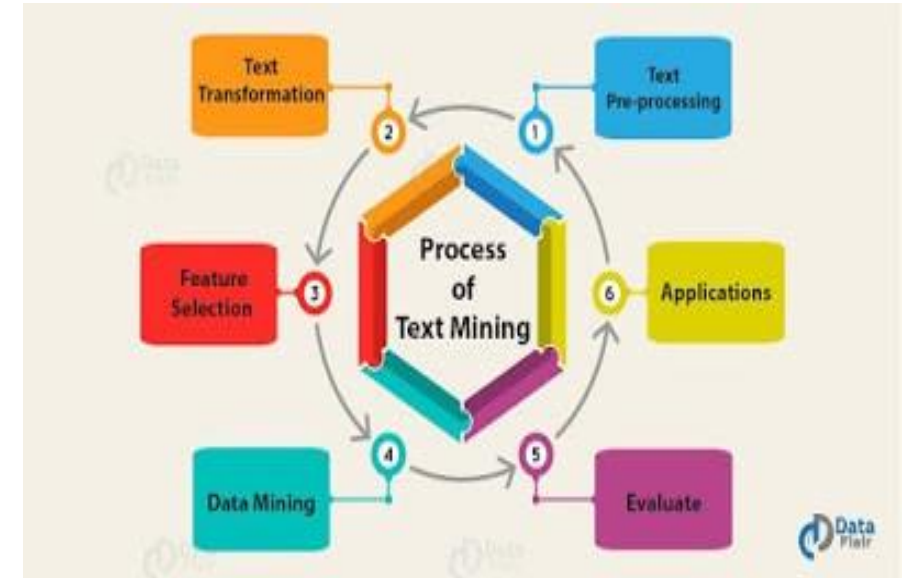 Text
Pre-processing
1
Text
Transformation
2
Feature
Selection
3
Data Mining
4
Evaluate
5
Applications
6
Process
of
Text Mining
Data
Flair